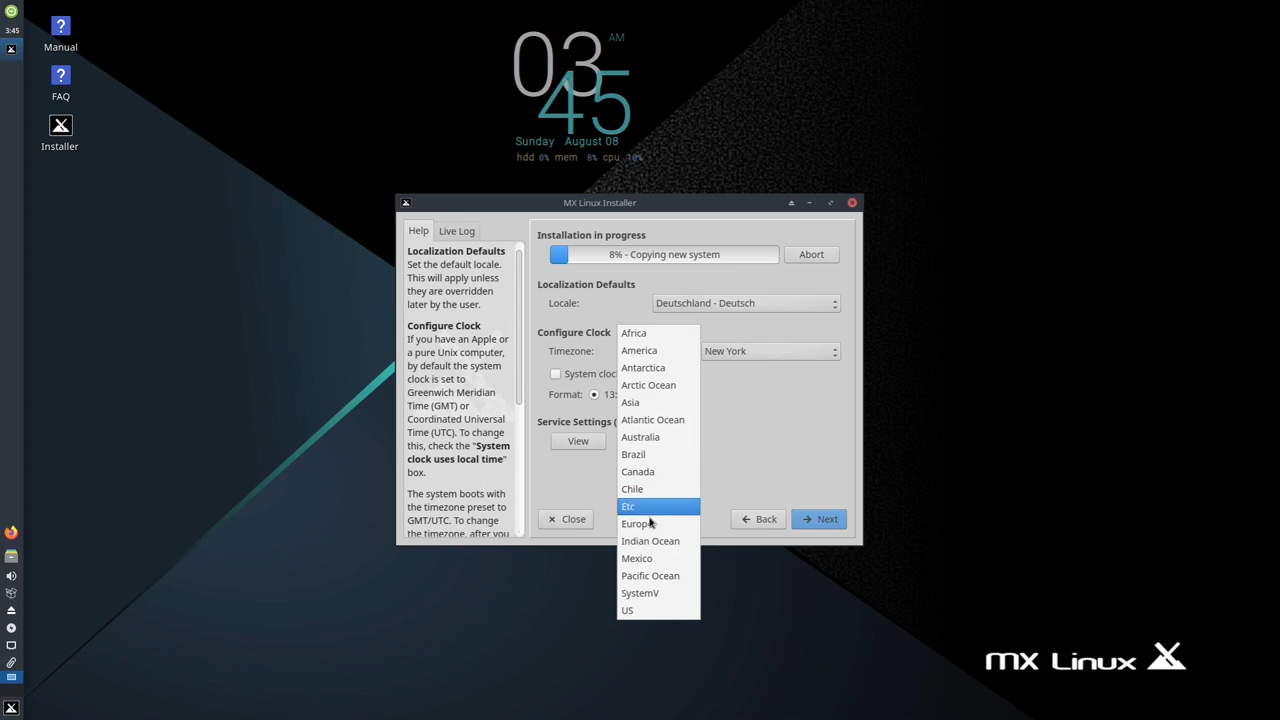 3:45
Manual
FAQ
Installer
03
AM
45
Sunday August 08
hdd 0% mem 8% cpu 10%
MX Linux Installer
Help
Live Log
Localization Defaults
Set the default locale.
This will apply unless
they are overridden
later by the user.
Configure Clock
If you have an Apple or
a pure Unix computer,
by default the system
clock is set to
Greenwich Meridian
Time (GMT) or
Coordinated Universal
Time (UTC). To change
this, check the "System
clock uses local time"
box.
The system boots with
the timezone preset to
GMT/UTC. To change
the timezone, after you
Installation in progress
8% - Copying new system
Abort
Localization Defaults
Locale:
Deutschland - Deutsch
Configure Clock
Timezone:
New York
System cloc
Format:
13:
Service Settings (
View
Close
Back
Next
Africa
America
Antarctica
Arctic Ocean
Asia
Atlantic Ocean
Australia
Brazil
Canada
Chile
Etc
Europe
Indian Ocean
Mexico
Pacific Ocean
SystemV
US
MX Linux